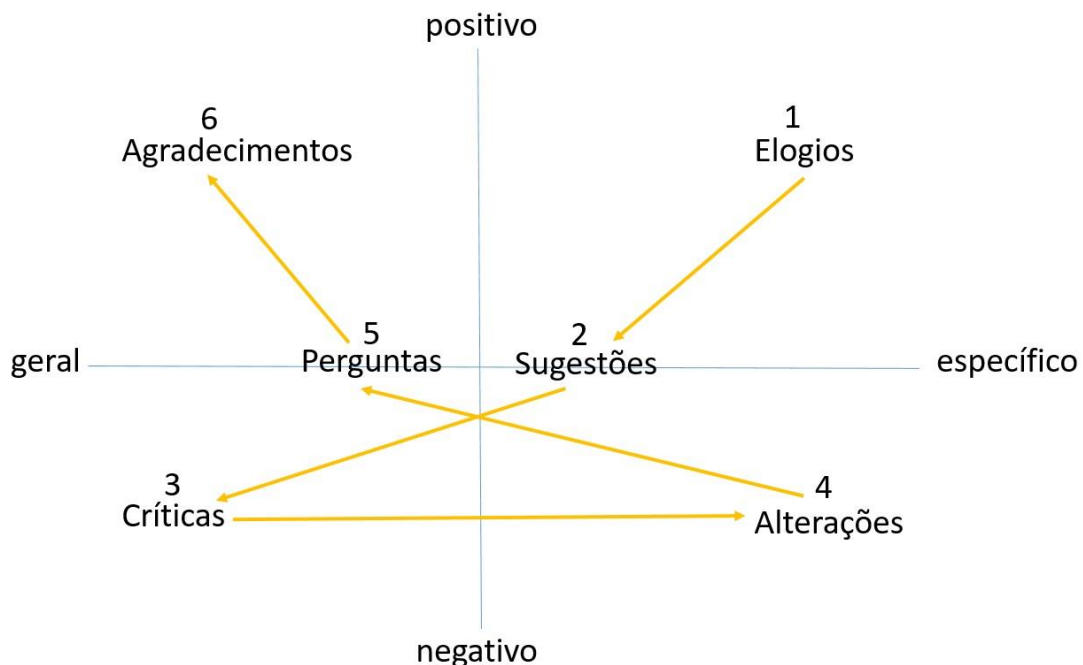 positivo
6
Agradecimentos
1
Elogios
5
Perguntas
2
Sugestões
geral
específico
3
Críticas
4
Alterações
negativo